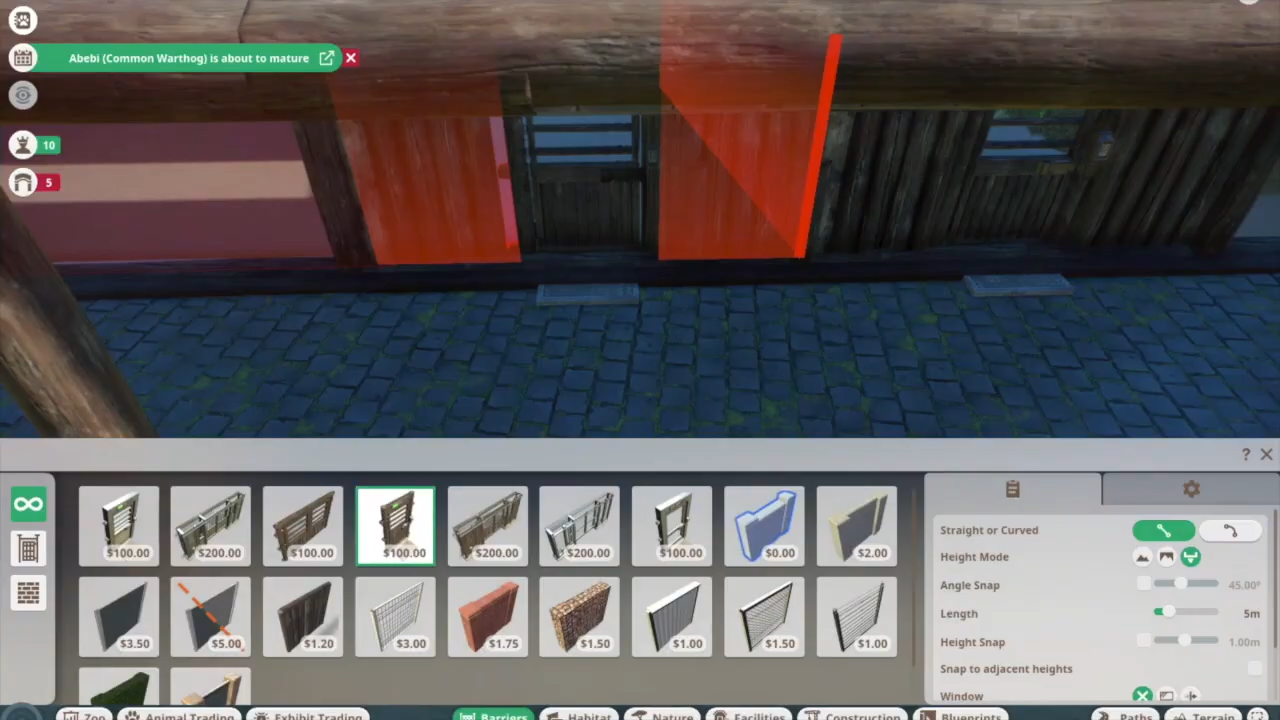 Abebi (Common Warthog) is about to mature
10
5
? 
$100.00 $200.00 $100.00 $100.00 $200.00 $200.00 $100.00 $0.00 $2.00
$3.50 $5.00 $1.20 $3.00 $1.75 $1.50 $1.00 $1.50 $1.00
Straight or Curved
Height Mode
Angle Snap 45.00°
Length 5m
Height Snap 1.00m
Snap to adjacent heights
Window
Zoo Animal Trading Exhibit Trading Barriers Habitat Nature Facilities Construction Blueprints Paths Terrain